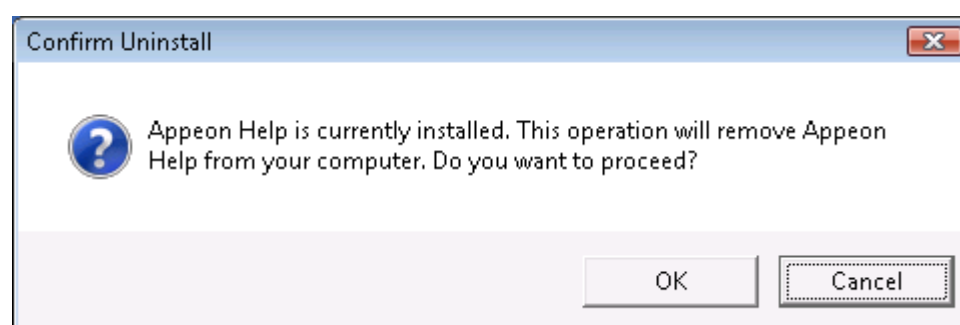 Confirm Uninstall
Appeon Help is currently installed. This operation will remove Appeon
Help from your computer. Do you want to proceed?
OK
Cancel